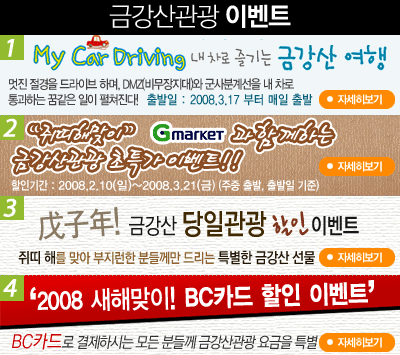 금강산관광 이벤트
1
My Car Driving 내 차로 즐기는 금강산 여행
멋진 절경을 드라이브 하며, DMZ(비무장지대)와 군사분계선을 내 차로
통과하는 꿈같은 일이 펼쳐진다! 출발일 : 2008.3.17 부터 매일 출발
자세히보기
2
"쥐띠해맞이" Gmarket 과 함께하는
금강산관광 초특가 이벤트!!
자세히보기
할인기간 : 2008.2.10(일)~2008.3.21(금) (주중 출발, 출발일 기준)
3
戊子年! 금강산 당일관광 할인 이벤트
쥐띠 해를 맞아 부지런한 분들께만 드리는 특별한 금강산 선물
자세히보기
4
'2008 새해맞이! BC카드 할인 이벤트'
BC카드로 결제하시는 모든 분들께 금강산관광 요금을 특별
자세히보기